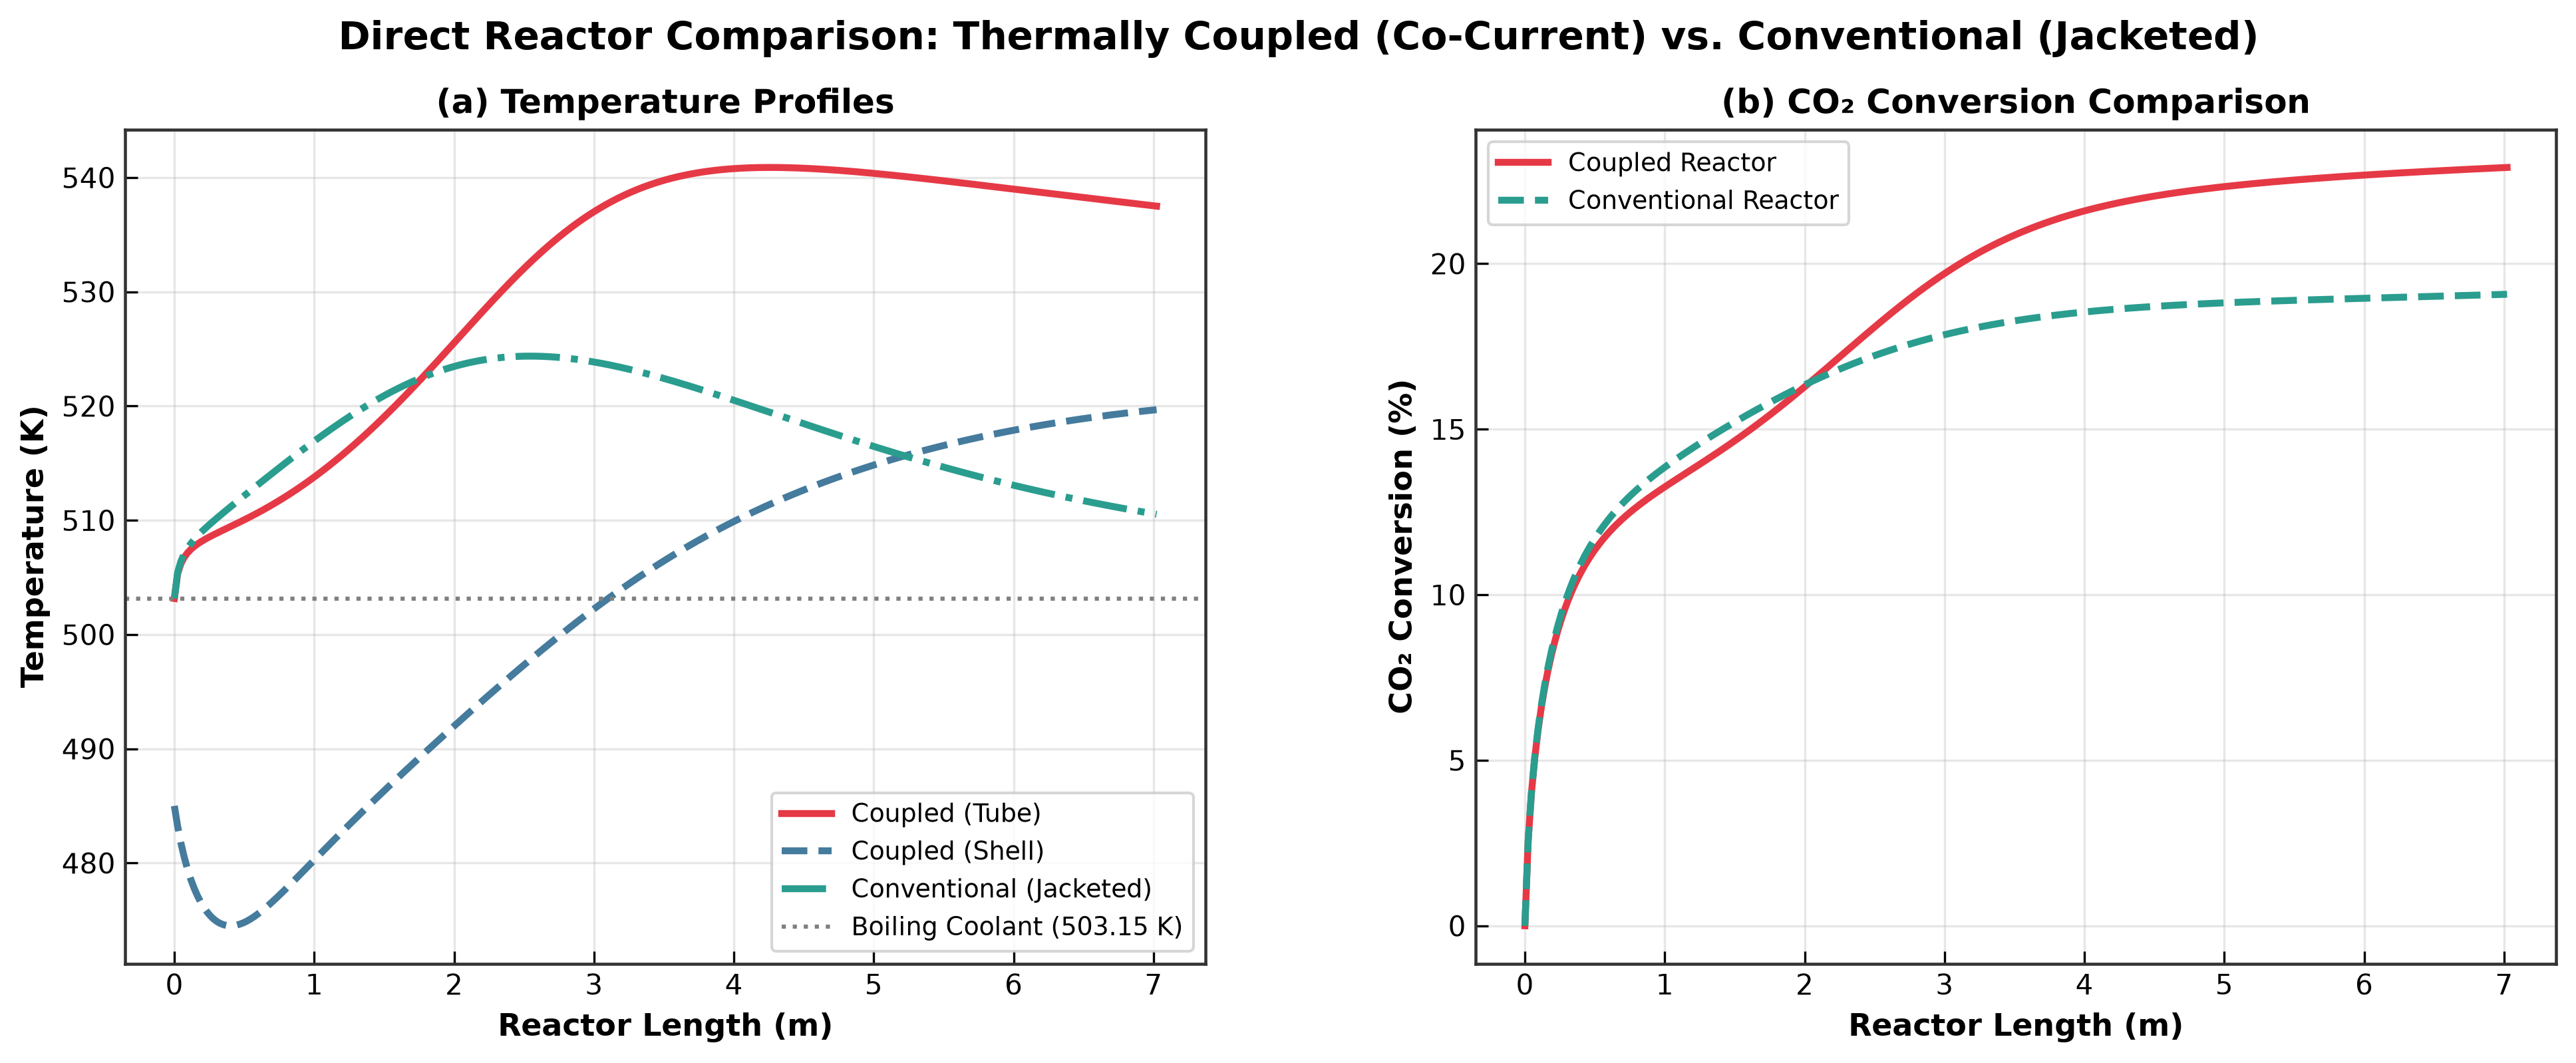 Direct Reactor Comparison: Thermally Coupled (Co-Current) vs. Conventional (Jacketed)
(a) Temperature Profiles
Temperature (K)
540
530
520
510
500
490
480
0 1 2 3 4 5 6 7
Reactor Length (m)
Coupled (Tube)
Coupled (Shell)
Conventional (Jacketed)
Boiling Coolant (503.15 K)
(b) CO₂ Conversion Comparison
Coupled Reactor
Conventional Reactor
CO₂ Conversion (%)
20
15
10
5
0
0 1 2 3 4 5 6 7
Reactor Length (m)